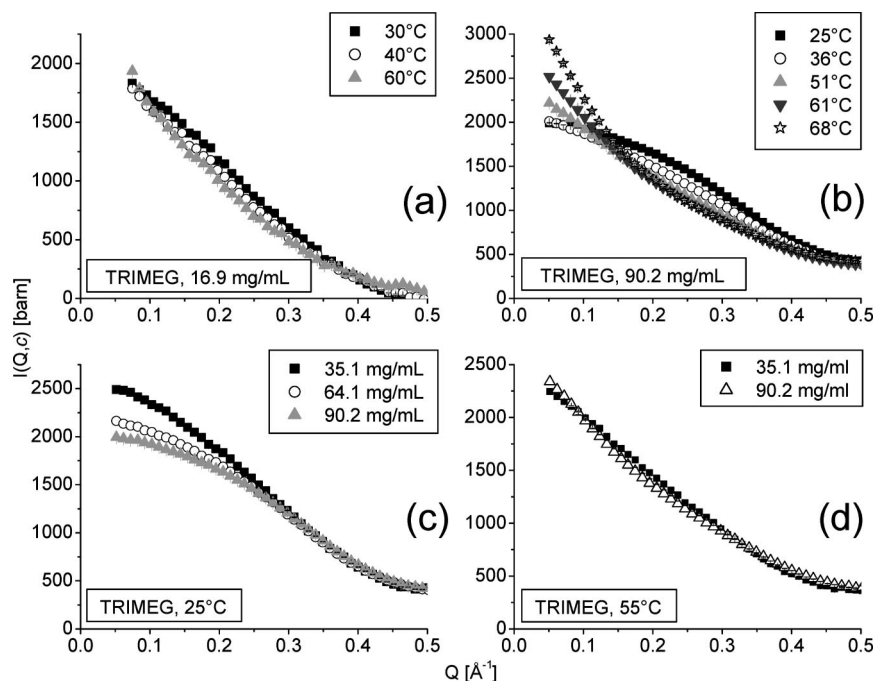 30°C
40°C
60°C
2000
1500
1000
500
0
0.0 0.1 0.2 0.3 0.4 0.5
(a)
TRIMEG, 16.9 mg/mL
25°C
36°C
51°C
61°C
68°C
3000
2500
2000
1500
1000
500
0
0.0 0.1 0.2 0.3 0.4 0.5
(b)
TRIMEG, 90.2 mg/mL
I(Q,c) [barn]
35.1 mg/mL
64.1 mg/mL
90.2 mg/mL
2500
2000
1500
1000
500
0
0.0 0.1 0.2 0.3 0.4 0.5
(c)
TRIMEG, 25°C
35.1 mg/ml
90.2 mg/ml
2500
2000
1500
1000
500
0
0.0 0.1 0.2 0.3 0.4 0.5
(d)
TRIMEG, 55°C
Q [Å⁻¹]